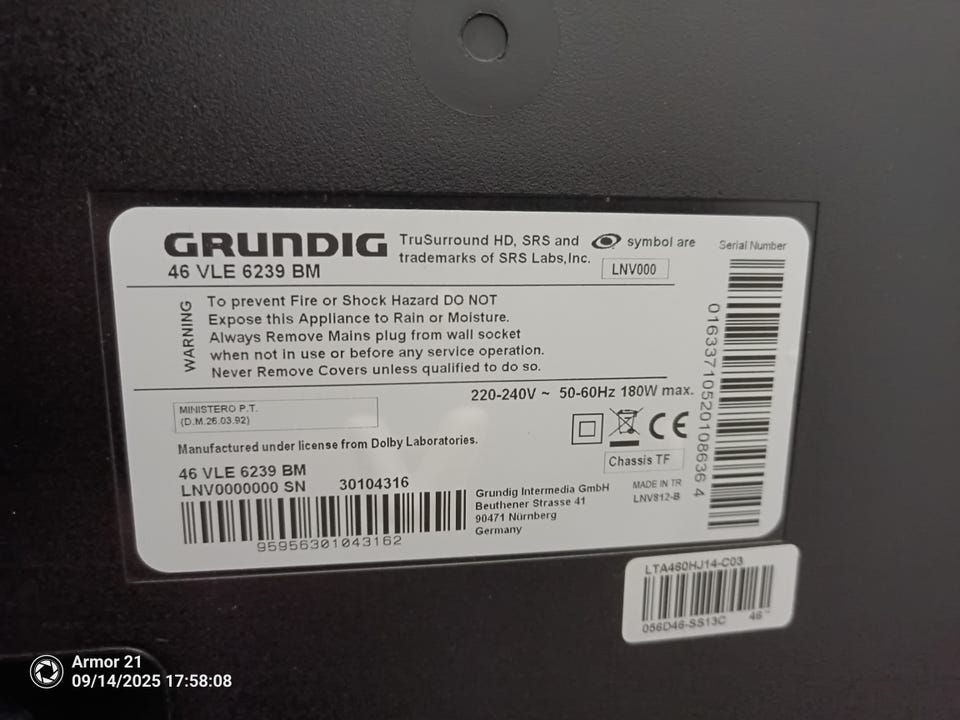 GRUNDIG
46 VLE 6239 BM
TruSurround HD, SRS and symbol are
trademarks of SRS Labs,Inc.
LNV000
Serial Number
01633710520108636 4
WARNING
To prevent Fire or Shock Hazard DO NOT
Expose this Appliance to Rain or Moisture.
Always Remove Mains plug from wall socket
when not in use or before any service operation.
Never Remove Covers unless qualified to do so.
220-240V ~ 50-60Hz 180W max.
MINISTERO P.T.
(D.M.26.03.92)
Manufactured under license from Dolby Laboratories.
CE
Chassis TF
46 VLE 6239 BM
LNV0000000 SN 30104316
95956301043162
Grundig Intermedia GmbH
Beuthener Strasse 41
90471 Nürnberg
Germany
MADE IN TR
LNV812-B
LTA460HJ14-C03
056D46-SS13C 46"
Armor 21
09/14/2025 17:58:08